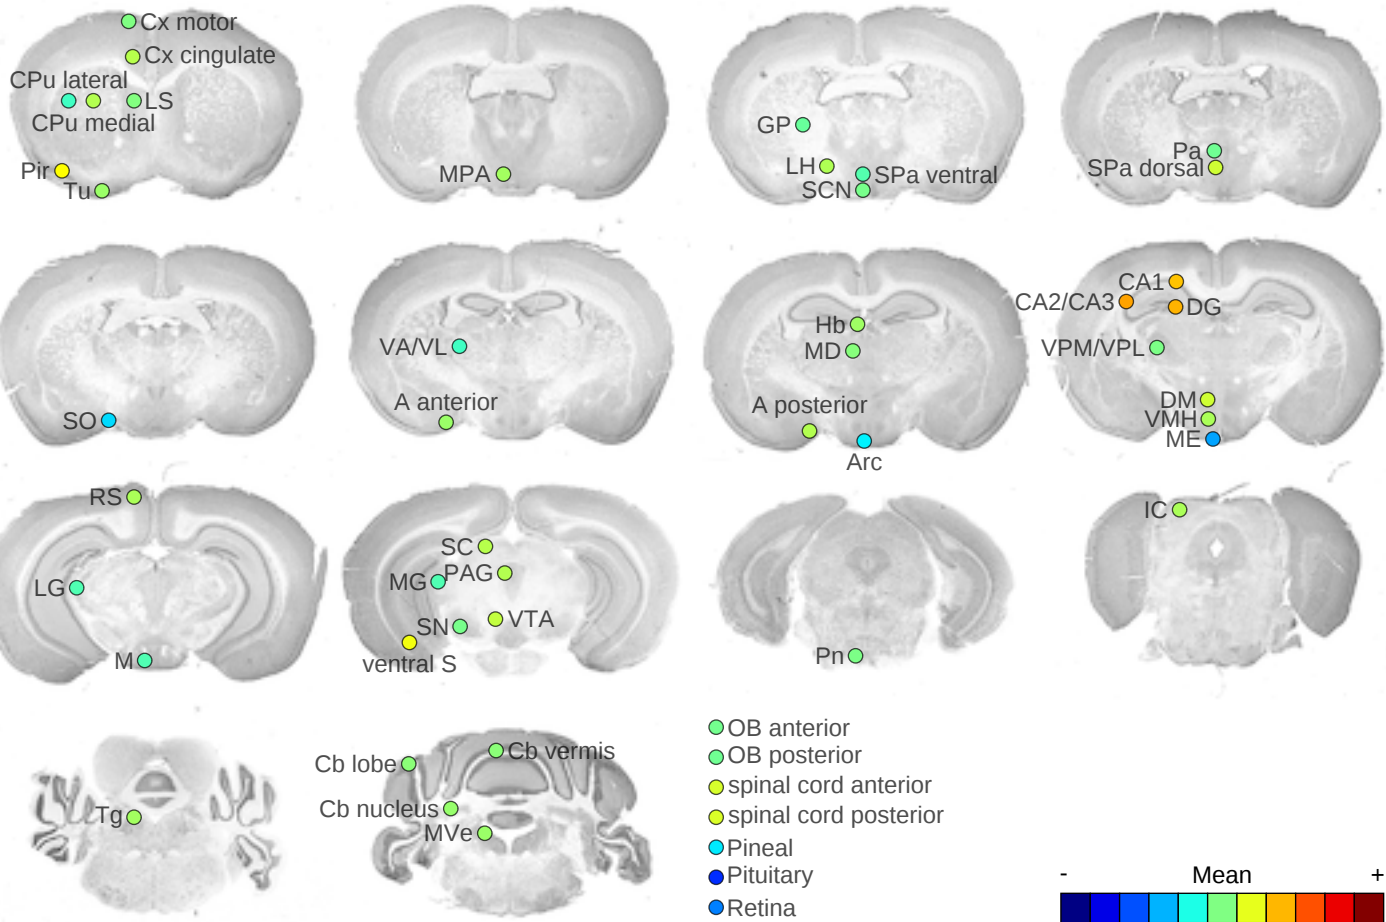 Cx motor
Cx cingulate
CPu lateral
LS
CPu medial
Pir
Tu
MPA
GP
LH
SPa ventral
SCN
Pa
SPa dorsal
SO
VA/VL
A anterior
Hb
MD
A posterior
Arc
CA1
CA2/CA3
DG
VPM/VPL
DM
VMH
ME
RS
LG
M
SC
MG
PAG
SN
VTA
ventral S
Pn
IC
Tg
Cb lobe
Cb vermis
Cb nucleus
MVe
OB anterior
OB posterior
spinal cord anterior
spinal cord posterior
Pineal
Pituitary
Retina
- Mean +